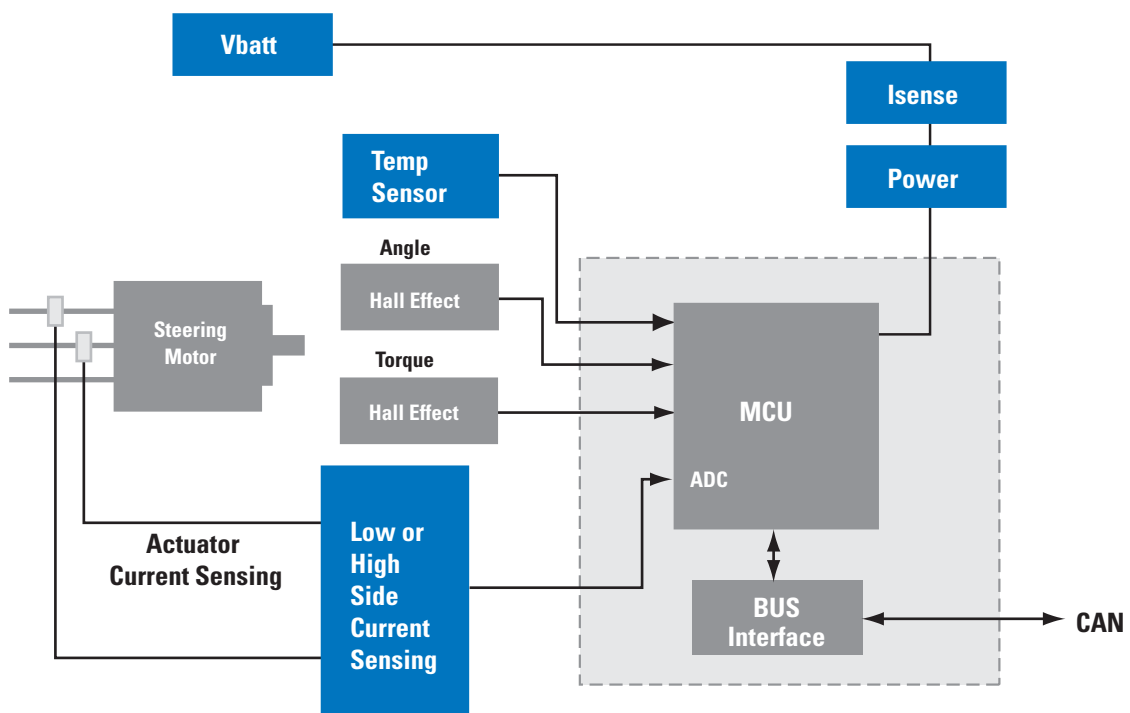 Vbatt
Isense
Power
Temp
Sensor
Angle
Hall Effect
Steering
Motor
Torque
Hall Effect
MCU
ADC
Low or
High
Side
Current
Sensing
Actuator
Current Sensing
BUS
Interface
CAN